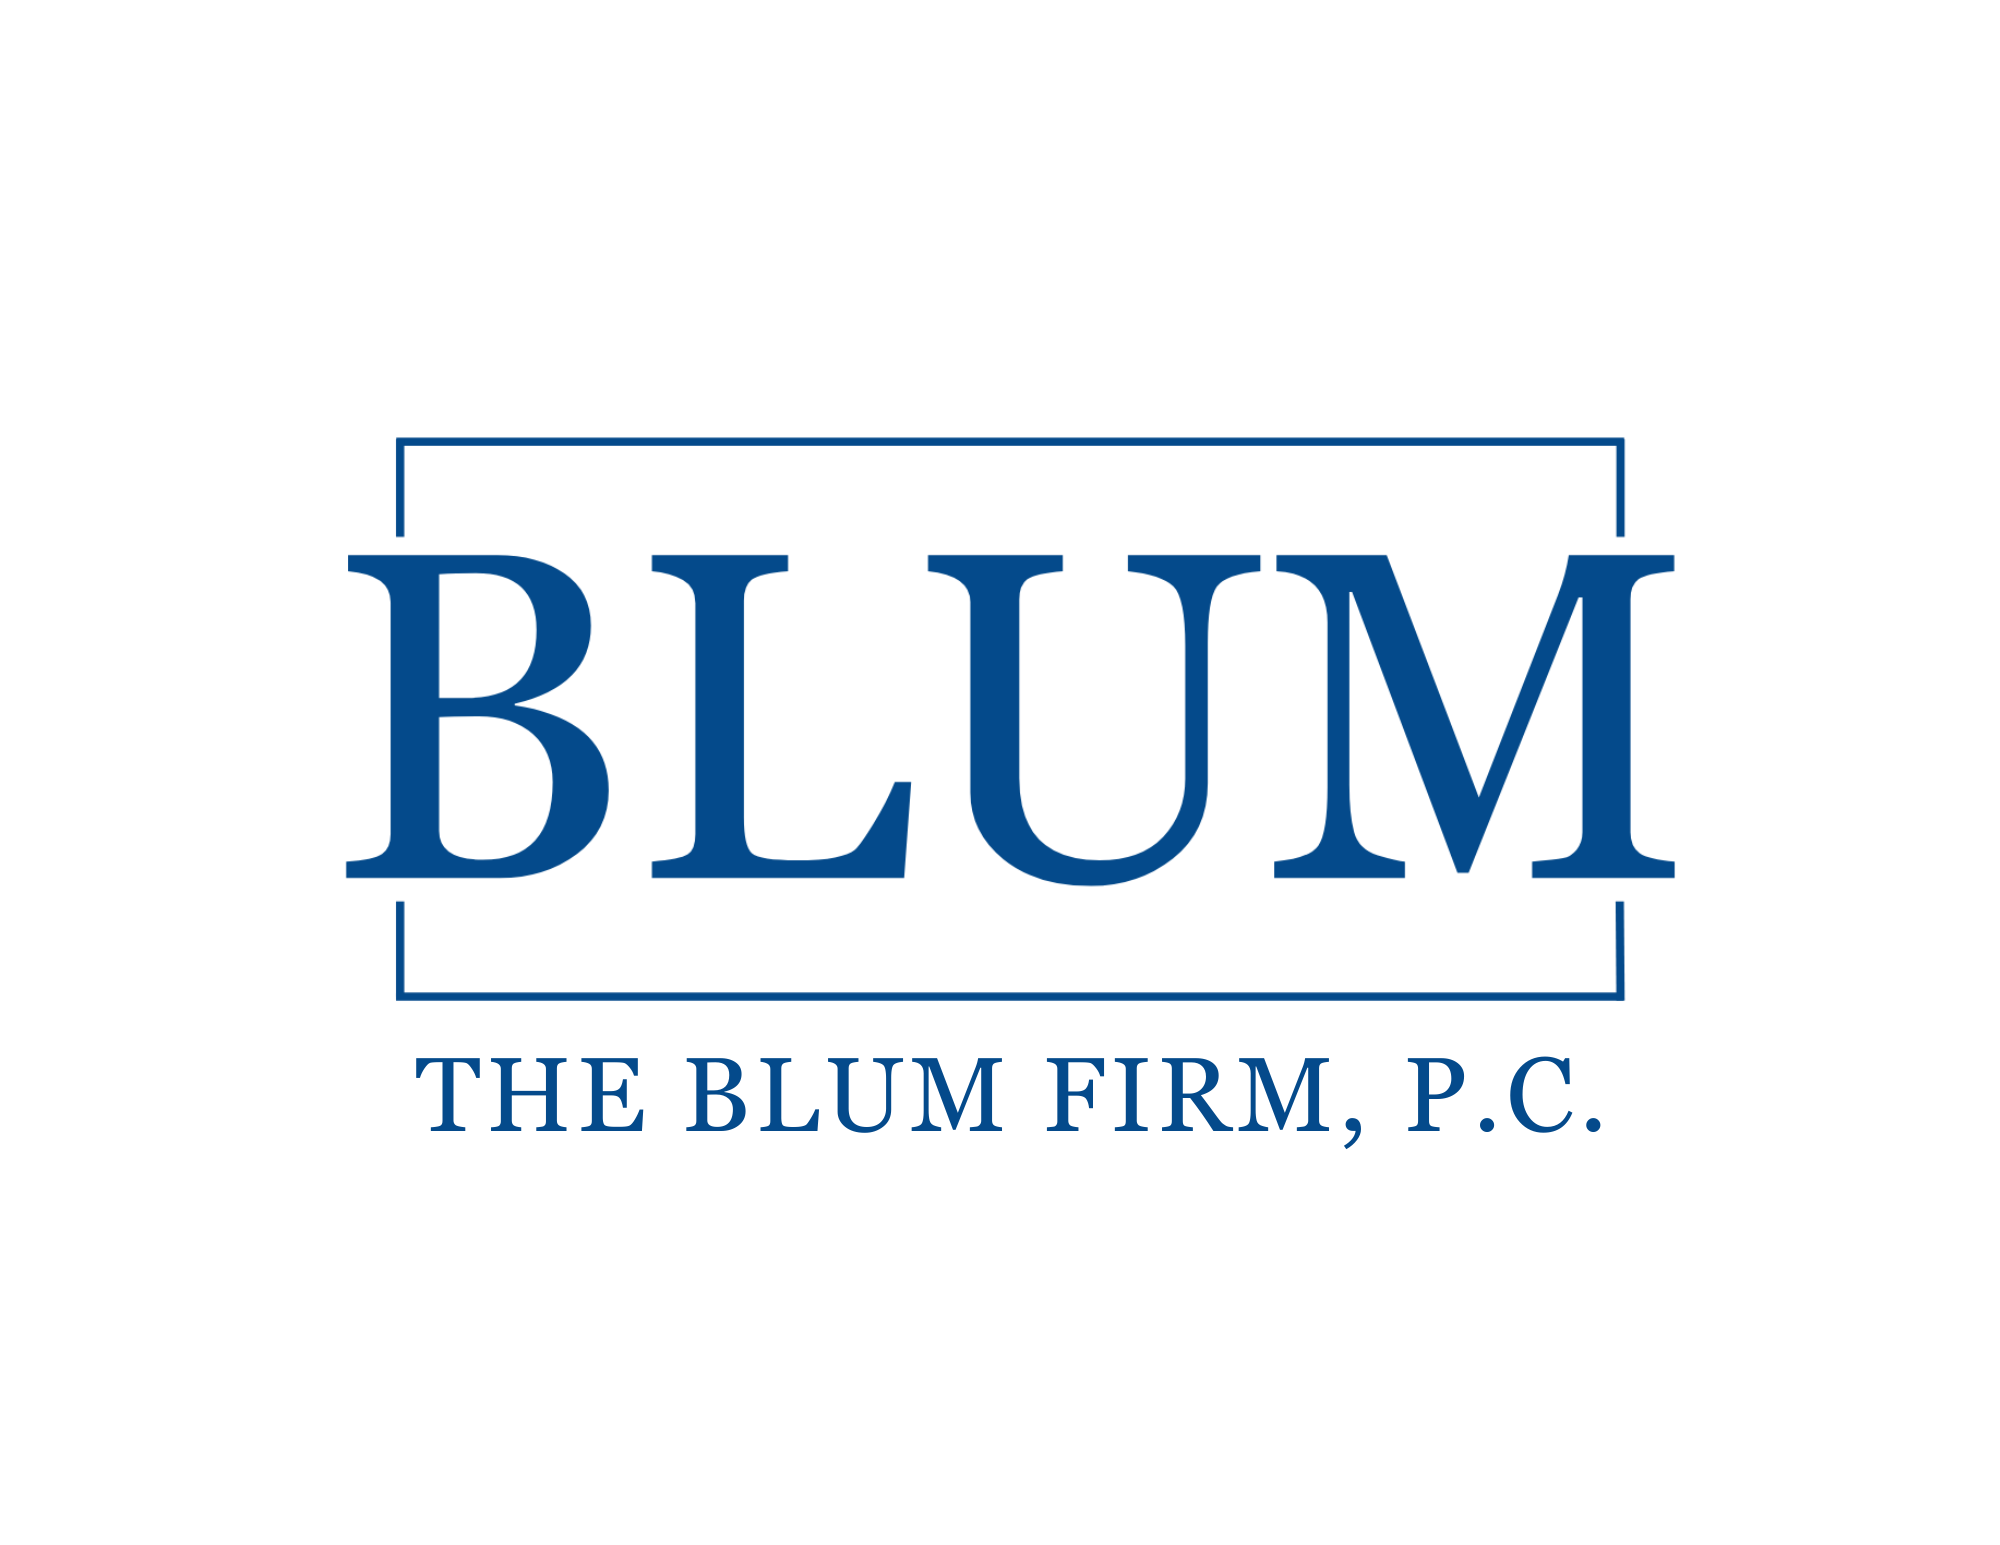 BLUM
THE BLUM FIRM, P.C.